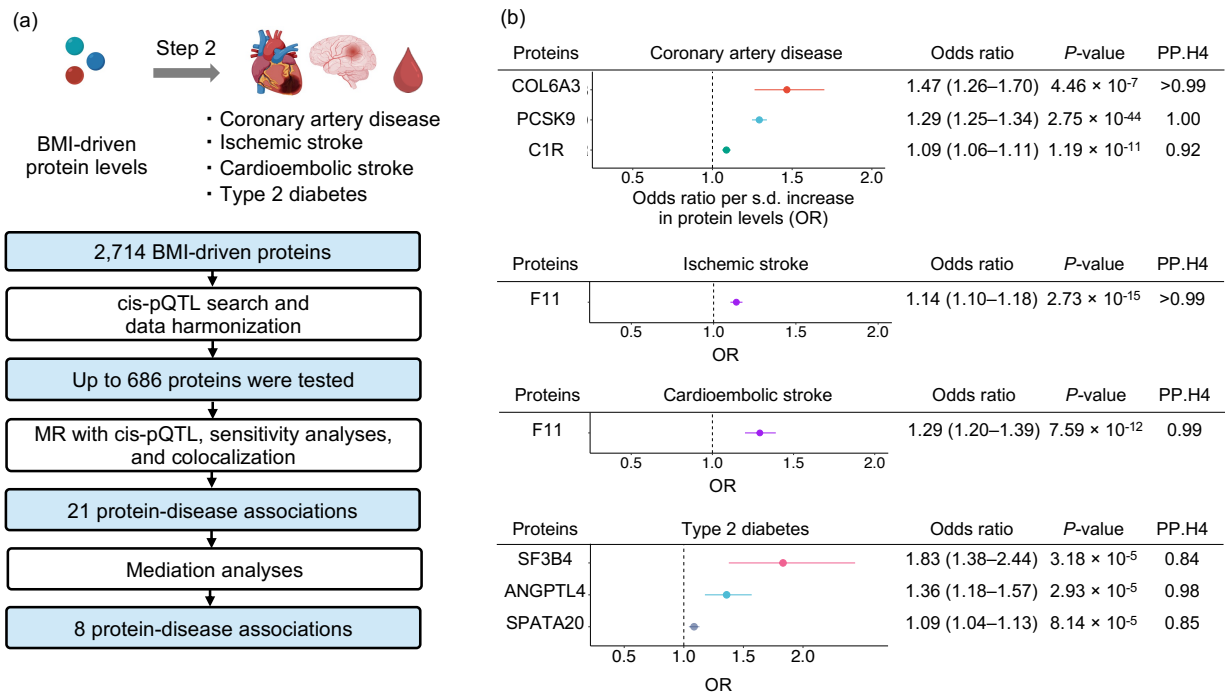 (a)
Step 2
BMI-driven
protein levels
· Coronary artery disease
· Ischemic stroke
· Cardioembolic stroke
· Type 2 diabetes
2,714 BMI-driven proteins
cis-pQTL search and
data harmonization
Up to 686 proteins were tested
MR with cis-pQTL, sensitivity analyses,
and colocalization
21 protein-disease associations
Mediation analyses
8 protein-disease associations
(b)
Proteins Coronary artery disease Odds ratio P-value PP.H4
COL6A3 1.47 (1.26–1.70) 4.46 × 10-7 >0.99
PCSK9 1.29 (1.25–1.34) 2.75 × 10-44 1.00
C1R 1.09 (1.06–1.11) 1.19 × 10-11 0.92
0.5 1.0 1.5 2.0
Odds ratio per s.d. increase
in protein levels (OR)
Proteins Ischemic stroke Odds ratio P-value PP.H4
F11 1.14 (1.10–1.18) 2.73 × 10-15 >0.99
0.5 1.0 1.5 2.0
OR
Proteins Cardioembolic stroke Odds ratio P-value PP.H4
F11 1.29 (1.20–1.39) 7.59 × 10-12 0.99
0.5 1.0 1.5 2.0
OR
Proteins Type 2 diabetes Odds ratio P-value PP.H4
SF3B4 1.83 (1.38–2.44) 3.18 × 10-5 0.84
ANGPTL4 1.36 (1.18–1.57) 2.93 × 10-5 0.98
SPATA20 1.09 (1.04–1.13) 8.14 × 10-5 0.85
0.5 1.0 1.5 2.0
OR